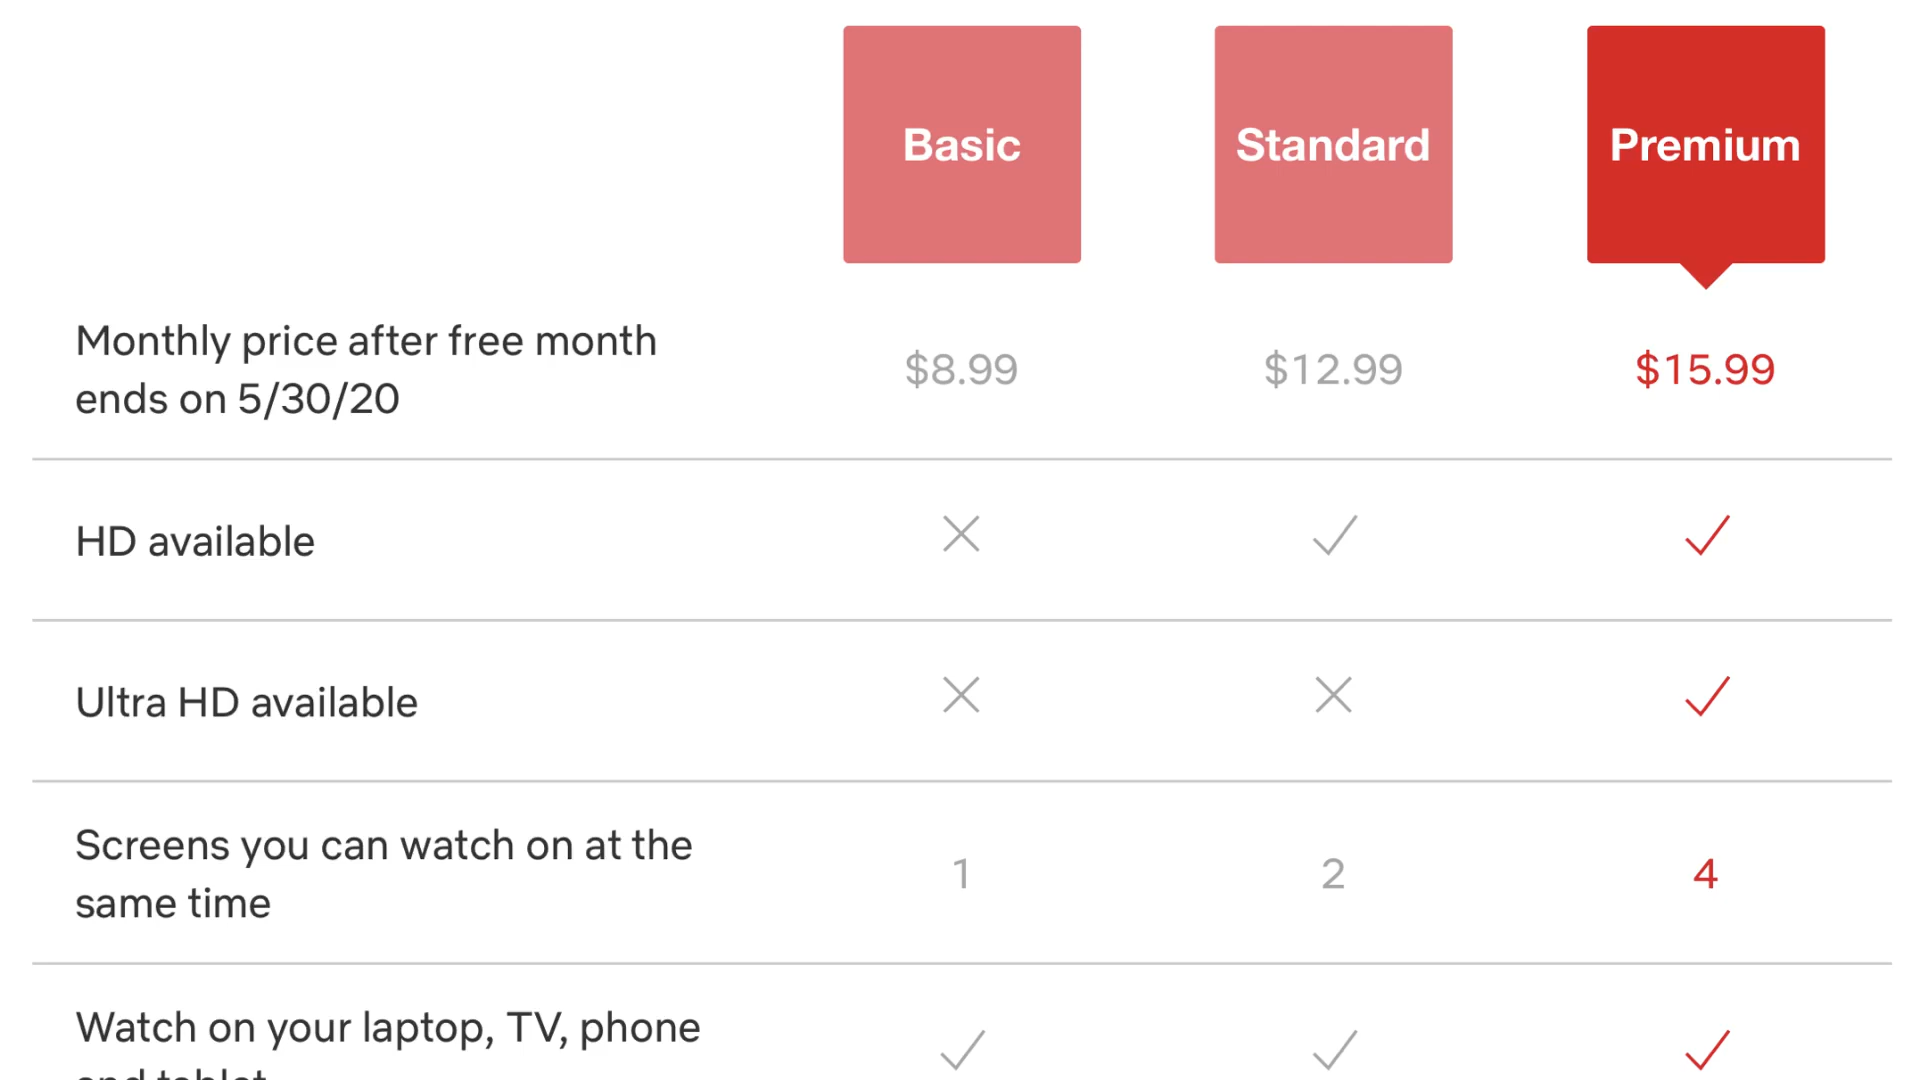 Basic Standard Premium
Monthly price after free month
ends on 5/30/20
$8.99 $12.99 $15.99
HD available
Ultra HD available
Screens you can watch on at the
same time
1 2 4
Watch on your laptop, TV, phone
and tablet